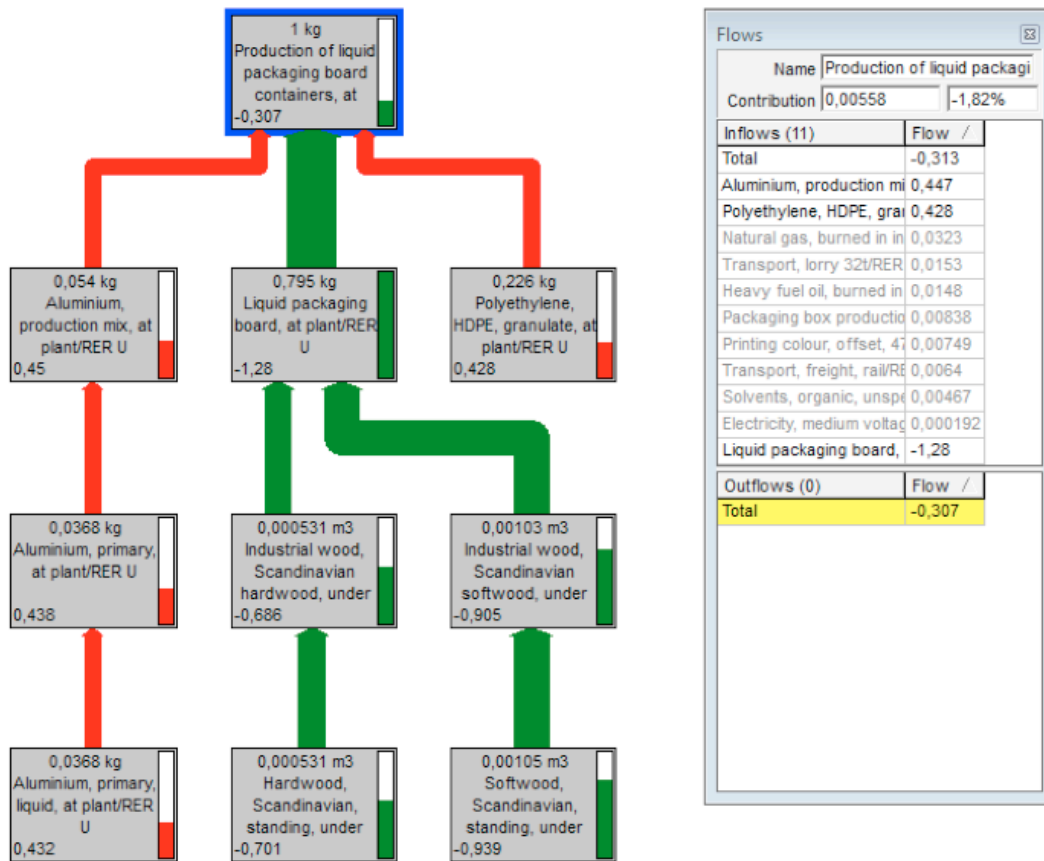 1 kg
Production of liquid
packaging board
containers, at
-0,307
0,054 kg
Aluminium,
production mix, at
plant/RER U
0,45
0,795 kg
Liquid packaging
board, at plant/RER
U
-1,28
0,226 kg
Polyethylene,
HDPE, granulate, at
plant/RER U
0,428
0,0368 kg
Aluminium, primary,
at plant/RER U
0,438
0,000531 m3
Industrial wood,
Scandinavian
hardwood, under
-0,686
0,00103 m3
Industrial wood,
Scandinavian
softwood, under
-0,905
0,0368 kg
Aluminium, primary,
liquid, at plant/RER
U
0,432
0,000531 m3
Hardwood,
Scandinavian,
standing, under
-0,701
0,00105 m3
Softwood,
Scandinavian,
standing, under
-0,939
Flows
Name Production of liquid packagi
Contribution 0,00558 -1,82%
Inflows (11) Flow /
Total -0,313
Aluminium, production mi 0,447
Polyethylene, HDPE, gra 0,428
Natural gas, burned in in 0,0323
Transport, lorry 32t/RER 0,0153
Heavy fuel oil, burned in 0,0148
Packaging box productio 0,00838
Printing colour, offset, 47 0,00749
Transport, freight, rail/RE 0,0064
Solvents, organic, unspe 0,00467
Electricity, medium voltag 0,000192
Liquid packaging board, -1,28
Outflows (0) Flow /
Total -0,307